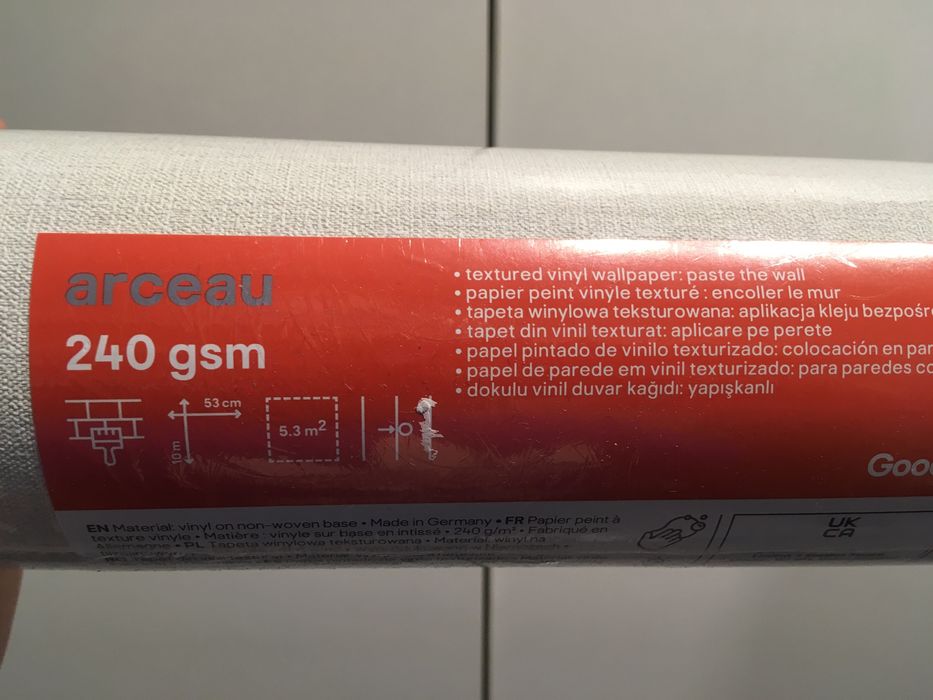 arceau
240 gsm
53 cm
10 m
5.3 m²
• textured vinyl wallpaper: paste the wall
• papier peint vinyle texturé : encoller le mur
• tapeta winylowa teksturowana: aplikacja kleju bezpośre
• tapet din vinil texturat: aplicare pe perete
• papel pintado de vinilo texturizado: colocación en par
• papel de parede em vinil texturizado: para paredes co
• dokulu vinil duvar kağıdı: yapışkanlı
Good
EN Material: vinyl on non-woven base • Made in Germany • FR Papier peint à
texture vinyle • Matière : vinyle sur base en intissé • 240 g/m² • Fabriqué en
Allemagne • PL Tapeta winylowa teksturowana • Materiał: winyl na
UK
CA